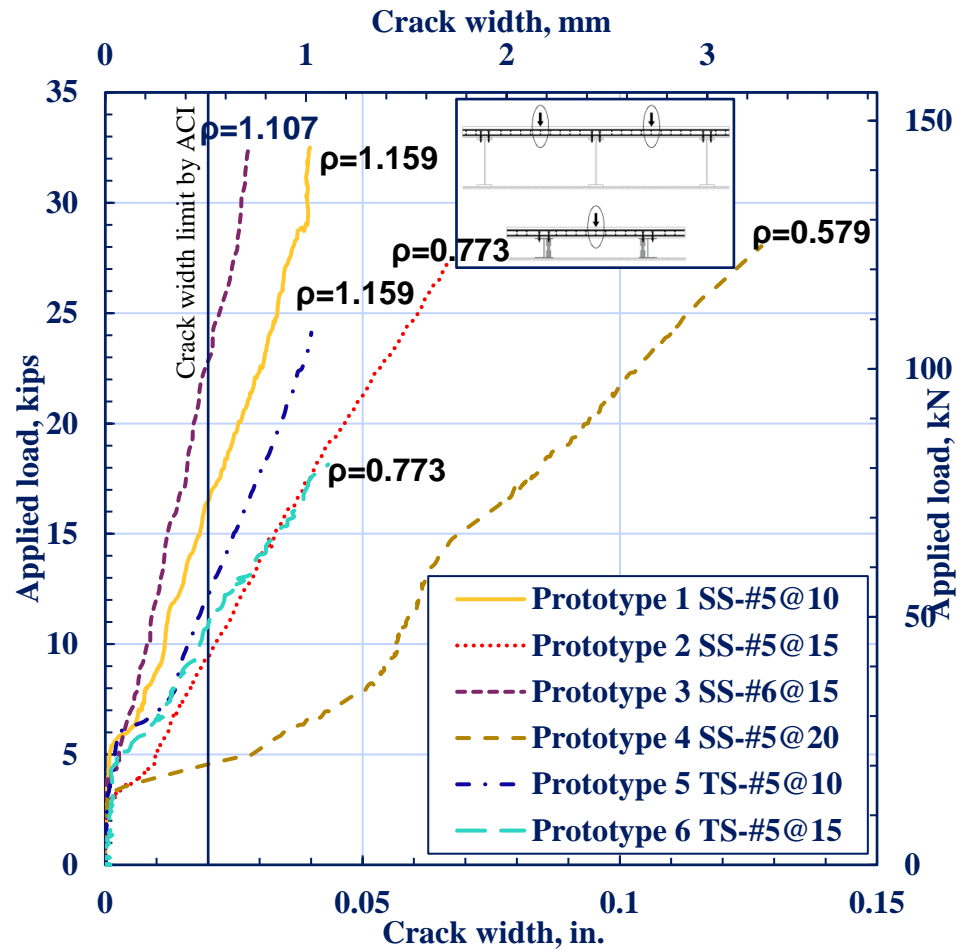 Crack width, mm
0 1 2 3
35
30
25
20
15
10
5
0
Applied load, kips
150
100
50
0
Applied load, kN
Crack width limit by ACI
ρ=1.107
ρ=1.159
ρ=0.773
ρ=0.579
ρ=1.159
ρ=0.773
Prototype 1 SS-#5@10
Prototype 2 SS-#5@15
Prototype 3 SS-#6@15
Prototype 4 SS-#5@20
Prototype 5 TS-#5@10
Prototype 6 TS-#5@15
0 0.05 0.1 0.15
Crack width, in.